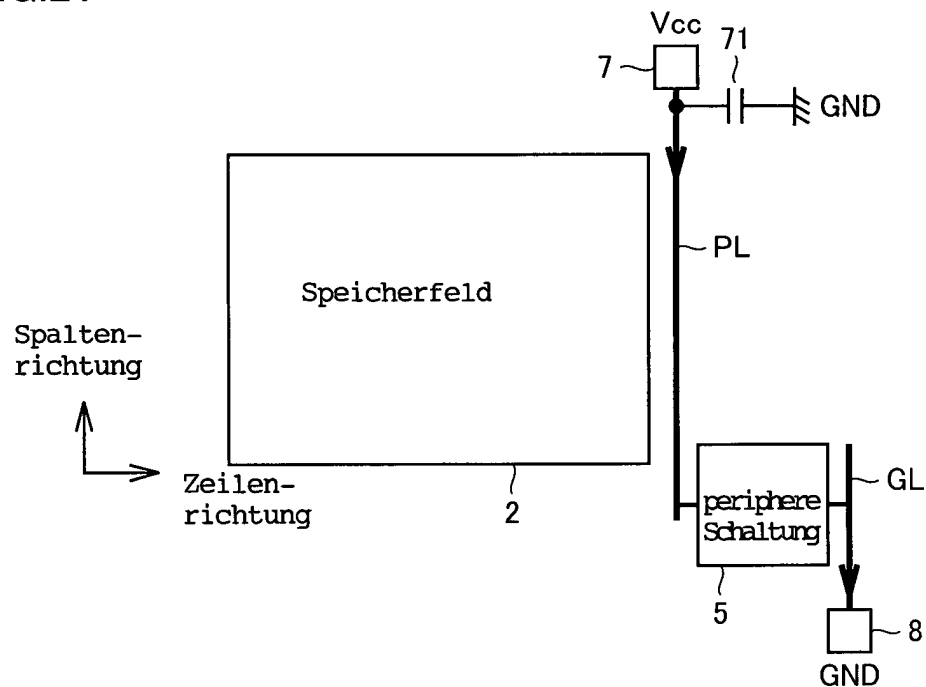 Vcc
71
7
GND
PL
Speicherfeld
Spalten-
richtung
Zeilen-
richtung
2
periphere
Schaltung
GL
5
8
GND